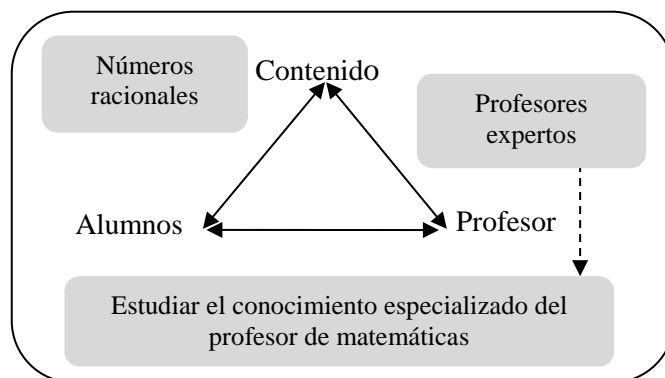 Números
racionales
Contenido
Profesores
expertos
Alumnos
Profesor
Estudiar el conocimiento especializado del
profesor de matemáticas